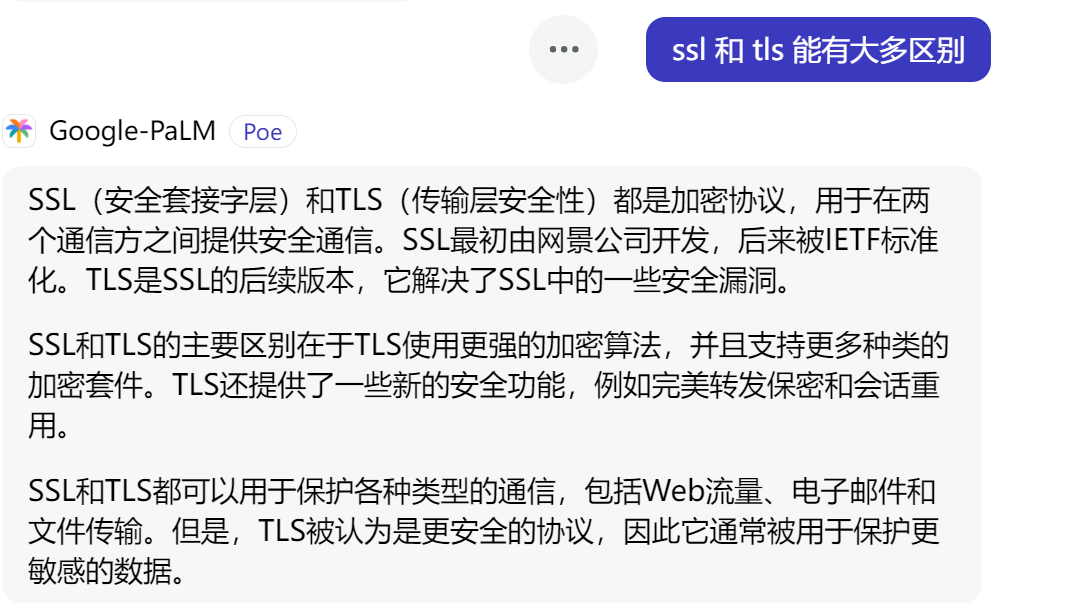 ssl 和 tls 能有大多区别
Google-PaLM Poe
SSL（安全套接字层）和TLS（传输层安全性）都是加密协议，用于在两
个通信方之间提供安全通信。SSL最初由网景公司开发，后来被IETF标准
化。TLS是SSL的后续版本，它解决了SSL中的一些安全漏洞。
SSL和TLS的主要区别在于TLS使用更强的加密算法，并且支持更多种类的
加密套件。TLS还提供了一些新的安全功能，例如完美转发保密和会话重
用。
SSL和TLS都可以用于保护各种类型的通信，包括Web流量、电子邮件和
文件传输。但是，TLS被认为是更安全的协议，因此它通常被用于保护更
敏感的数据。